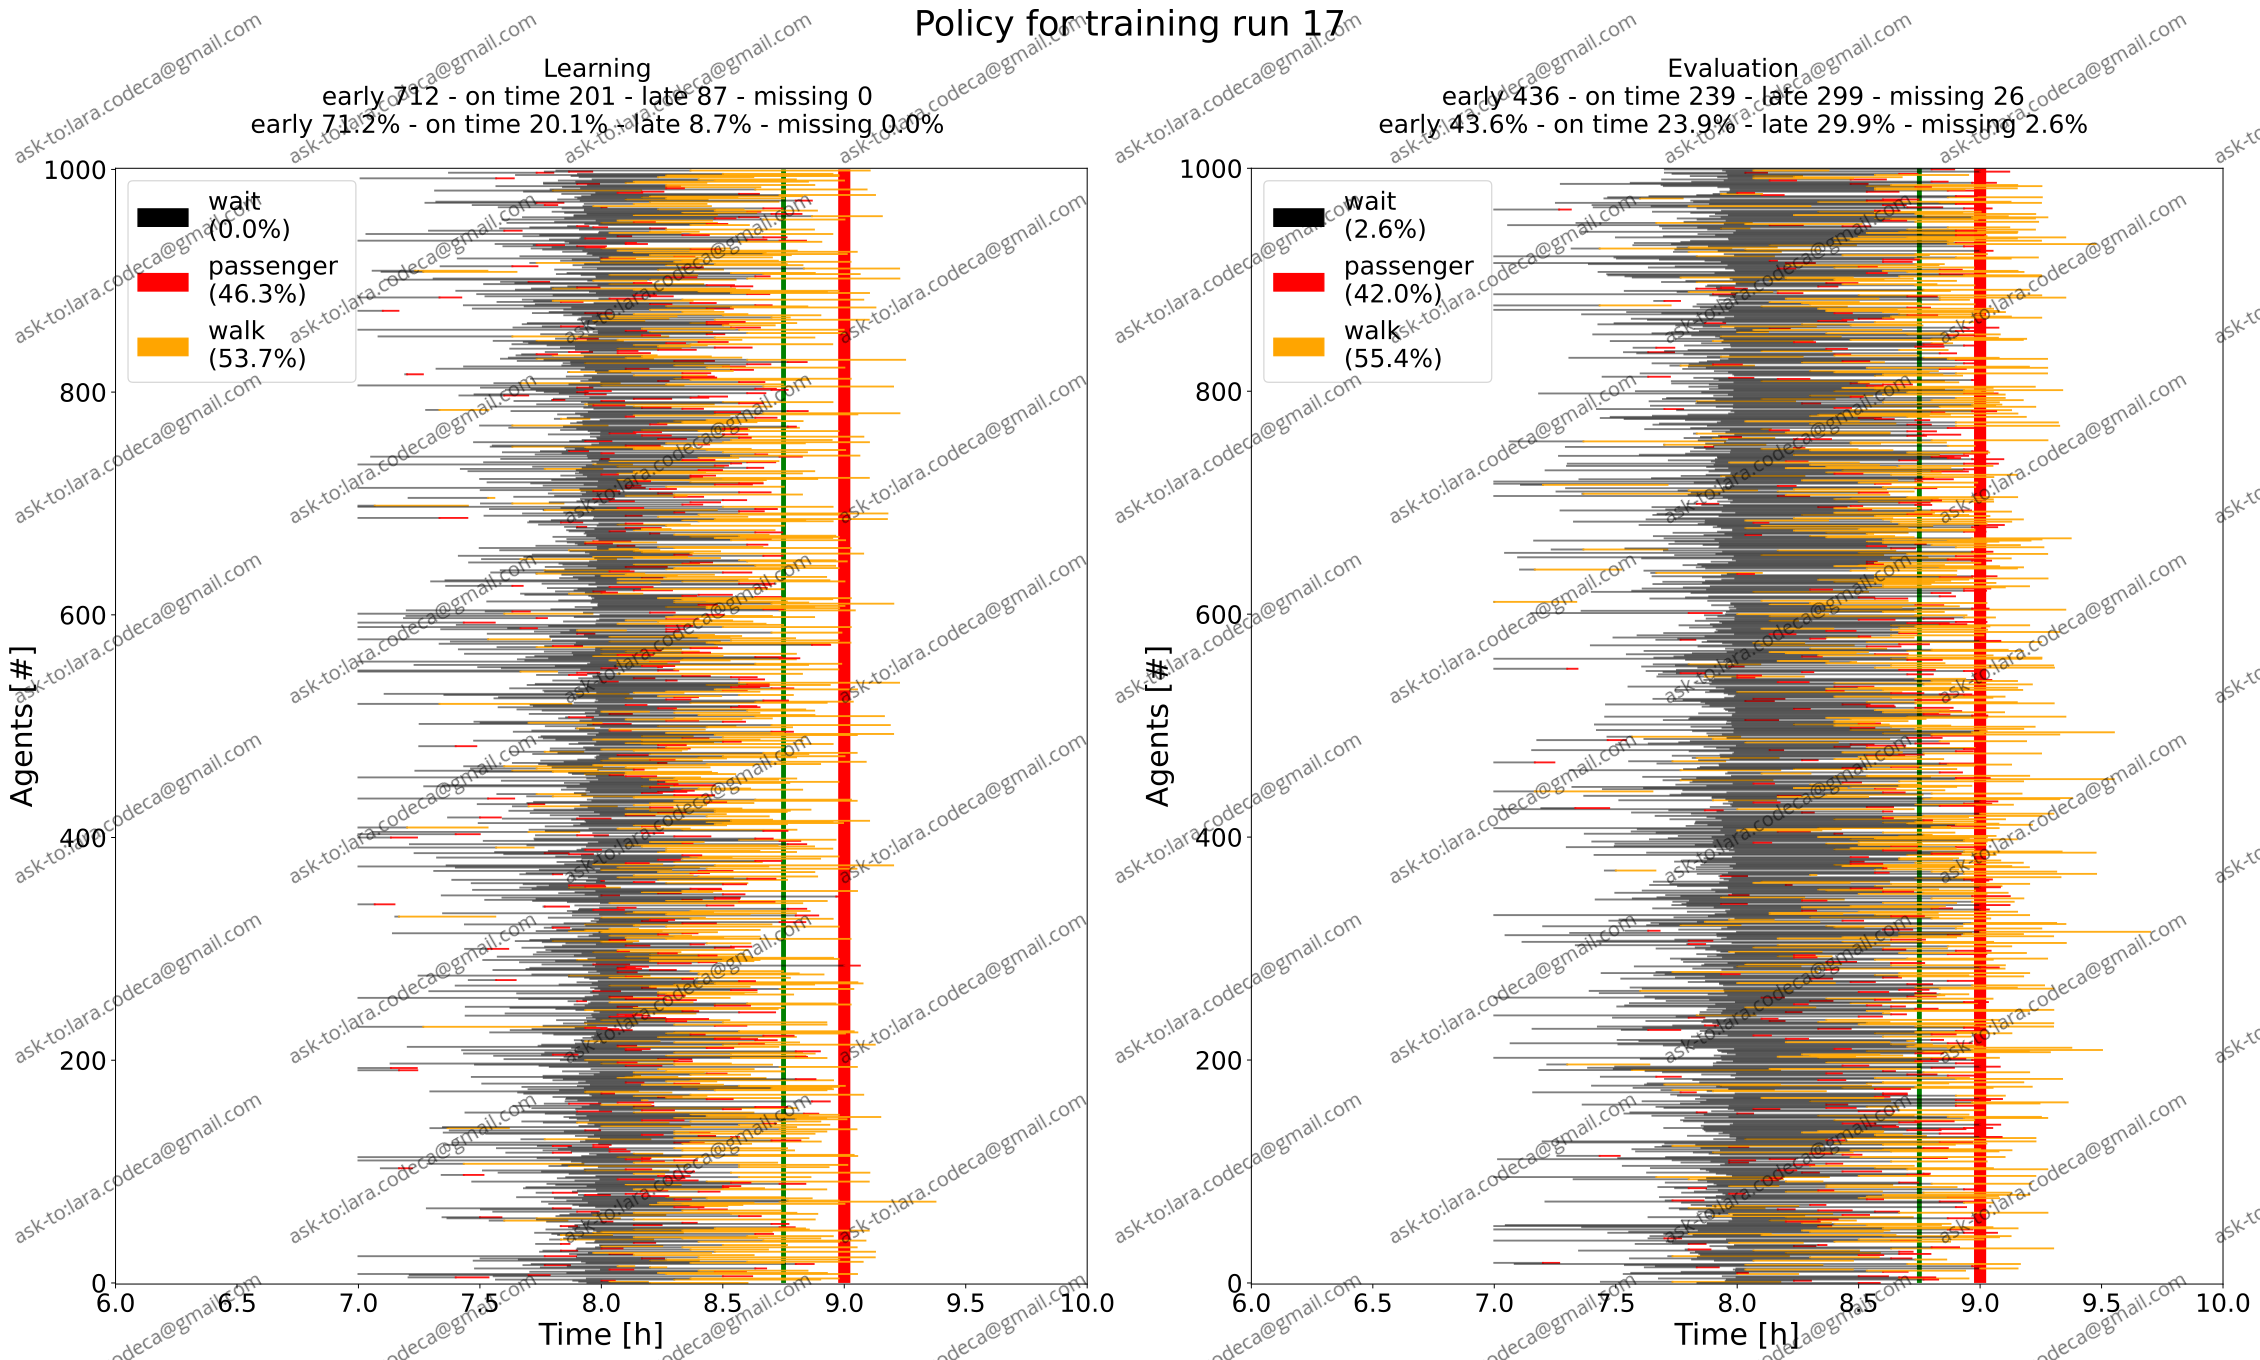 Policy for training run 17
Learning
early 712 - on time 201 - late 87 - missing 0
early 71.2% - on time 20.1% - late 8.7% - missing 0.0%
1000
800
600
400
200
0
Agents [#]
wait
(0.0%)
passenger
(46.3%)
walk
(53.7%)
6.0 6.5 7.0 7.5 8.0 8.5 9.0 9.5 10.0
Time [h]
Evaluation
early 436 - on time 239 - late 299 - missing 26
early 43.6% - on time 23.9% - late 29.9% - missing 2.6%
1000
800
600
400
200
0
Agents [#]
wait
(2.6%)
passenger
(42.0%)
walk
(55.4%)
6.0 6.5 7.0 7.5 8.0 8.5 9.0 9.5 10.0
Time [h]
ask-to:lara.codeca@gmail.com